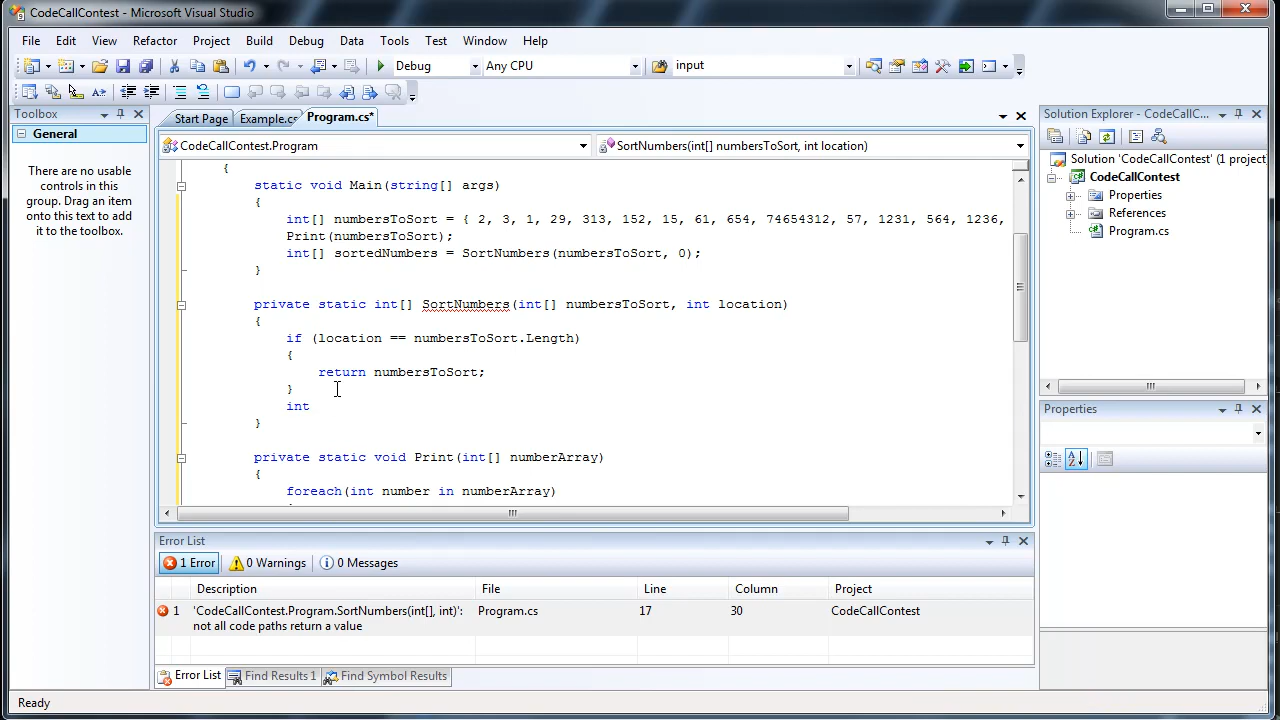 CodeCallContest - Microsoft Visual Studio
File Edit View Refactor Project Build Debug Data Tools Test Window Help
Debug Any CPU input
Toolbox
General
There are no usable
controls in this
group. Drag an item
onto this text to add
it to the toolbox.
Start Page Example.cs Program.cs*
CodeCallContest.Program SortNumbers(int[] numbersToSort, int location)
{
static void Main(string[] args)
{
int[] numbersToSort = { 2, 3, 1, 29, 313, 152, 15, 61, 654, 74654312, 57, 1231, 564, 1236,
Print(numbersToSort);
int[] sortedNumbers = SortNumbers(numbersToSort, 0);
}
private static int[] SortNumbers(int[] numbersToSort, int location)
{
if (location == numbersToSort.Length)
{
return numbersToSort;
}
int
}
private static void Print(int[] numberArray)
{
foreach(int number in numberArray)
Solution Explorer - CodeCallC...
Solution 'CodeCallContest' (1 project
CodeCallContest
Properties
References
Program.cs
Properties
Error List
1 Error 0 Warnings 0 Messages
Description File Line Column Project
1 'CodeCallContest.Program.SortNumbers(int[], int)': Program.cs 17 30 CodeCallContest
not all code paths return a value
Error List Find Results 1 Find Symbol Results
Ready